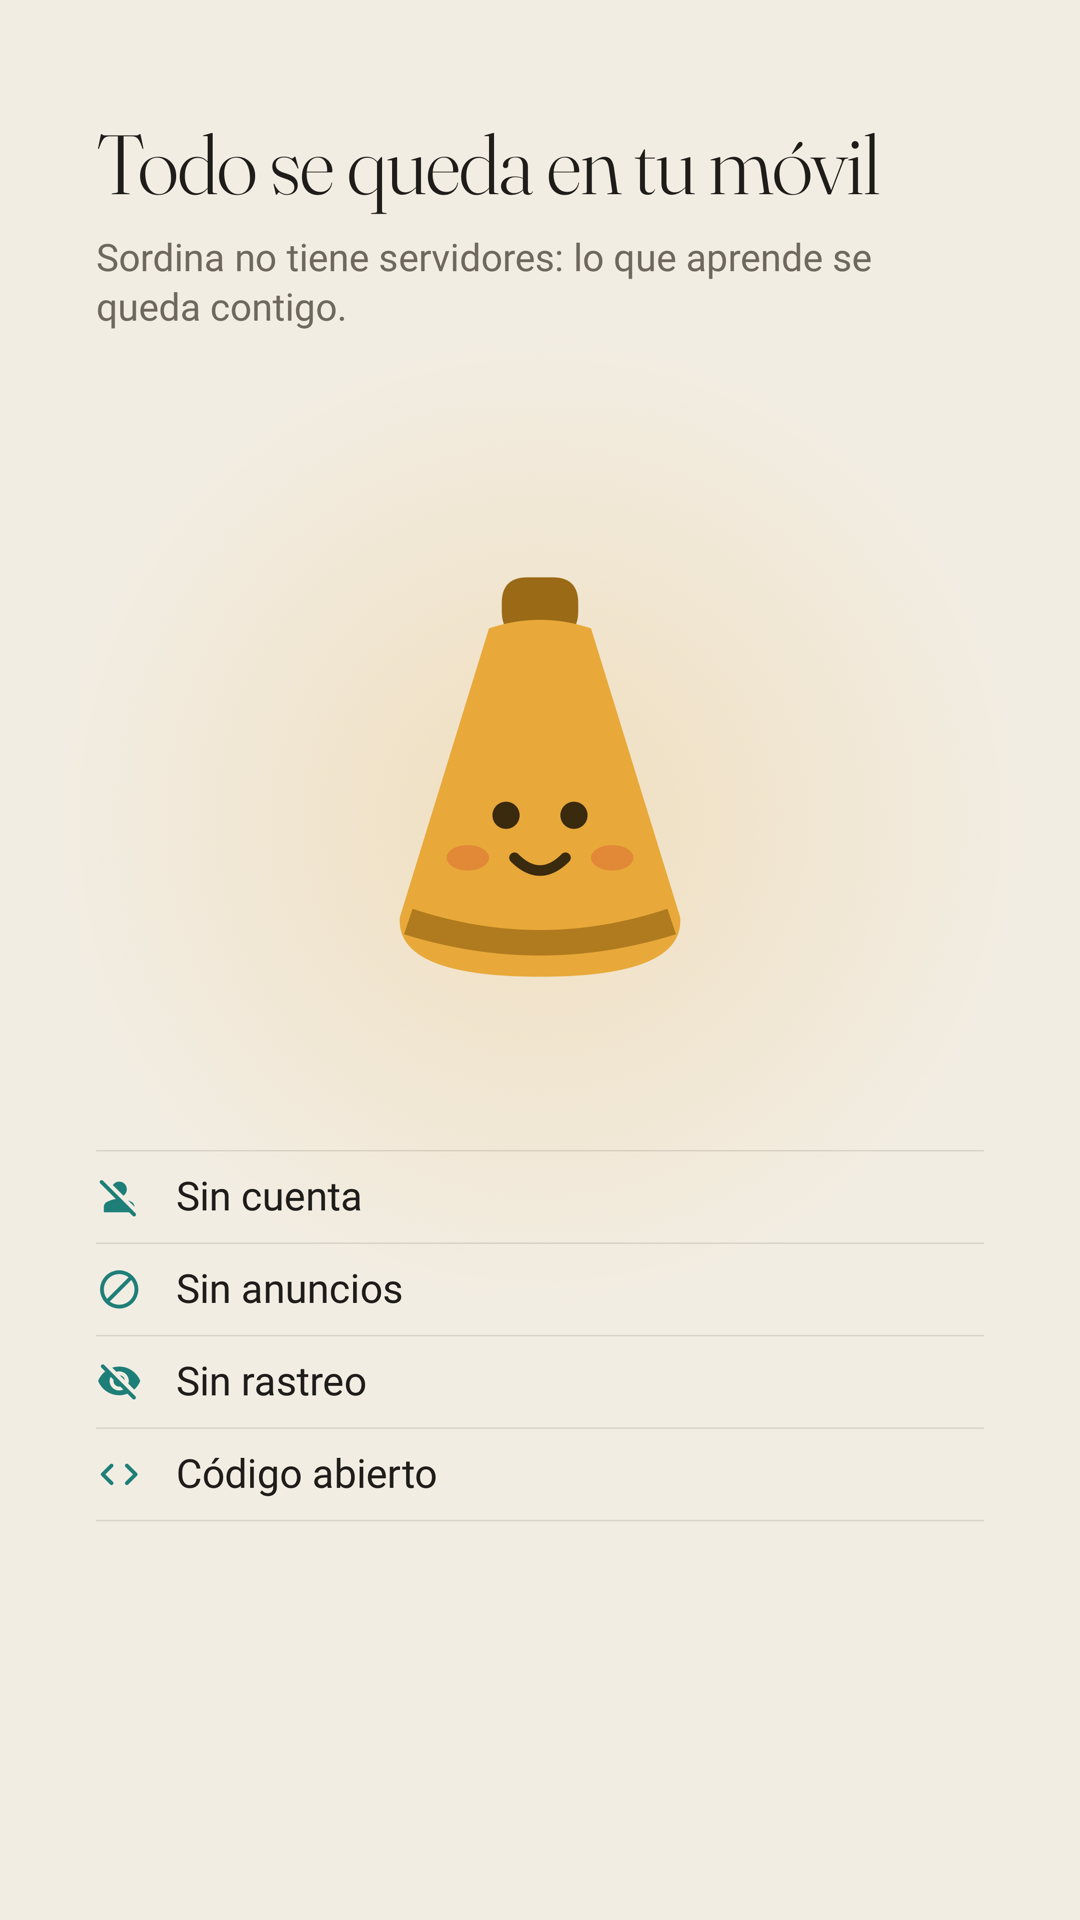 Todo se queda en tu móvil
Sordina no tiene servidores: lo que aprende se
queda contigo.
Sin cuenta
Sin anuncios
Sin rastreo
Código abierto